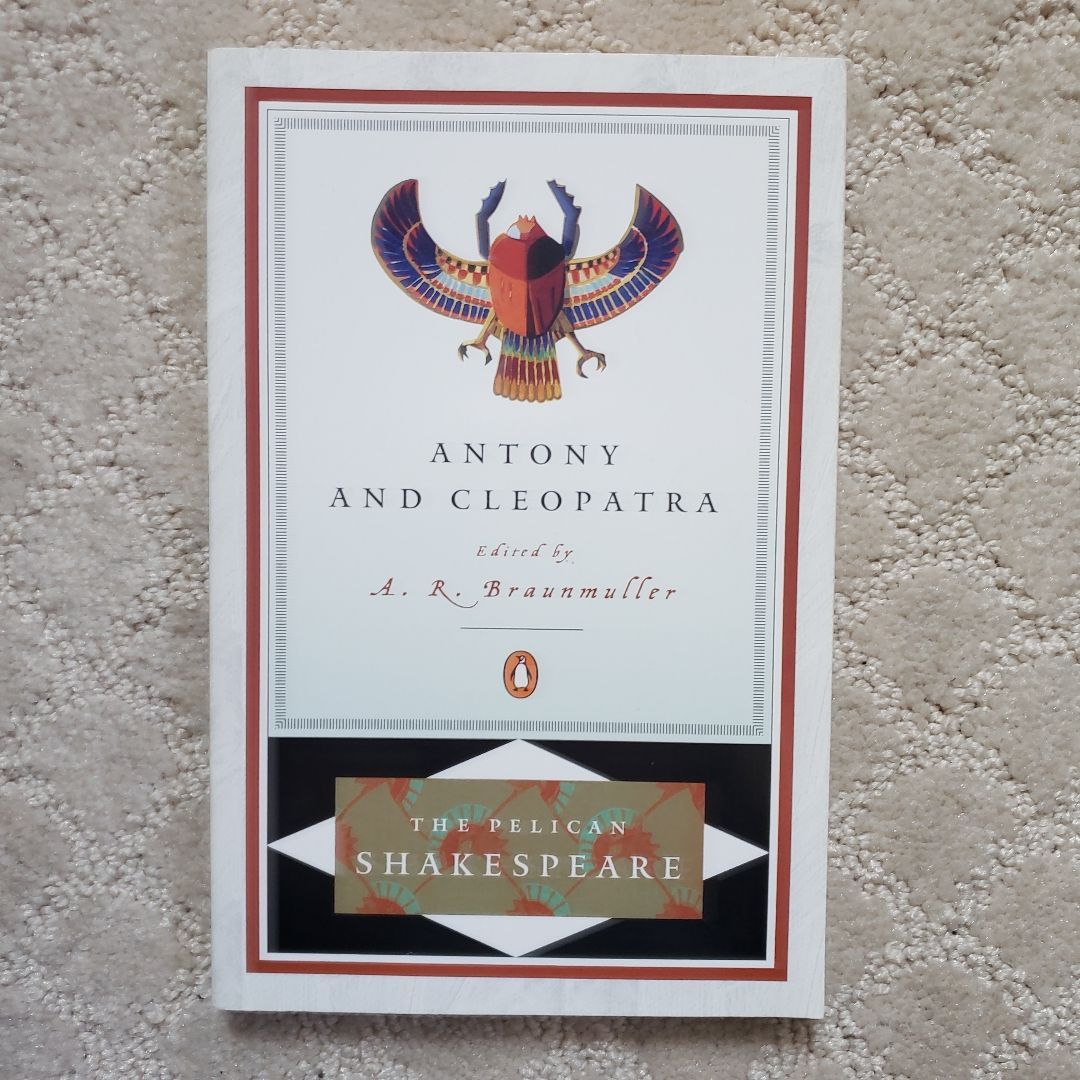 ANTONY
AND CLEOPATRA
Edited by
A. R. Braunmuller
THE PELICAN
SHAKESPEARE